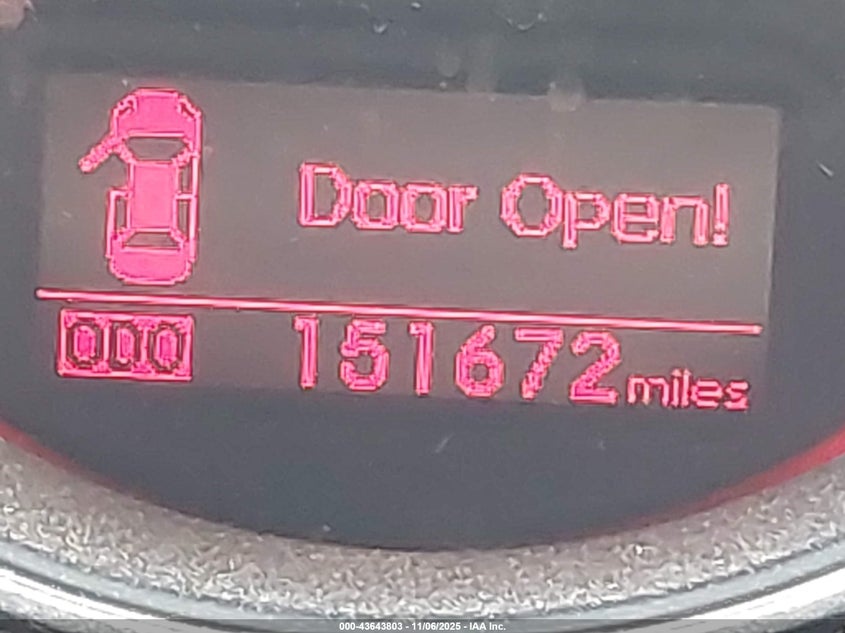 Door Open!
000 151672 miles
000-43643803 - 11/06/2025 - IAA Inc.